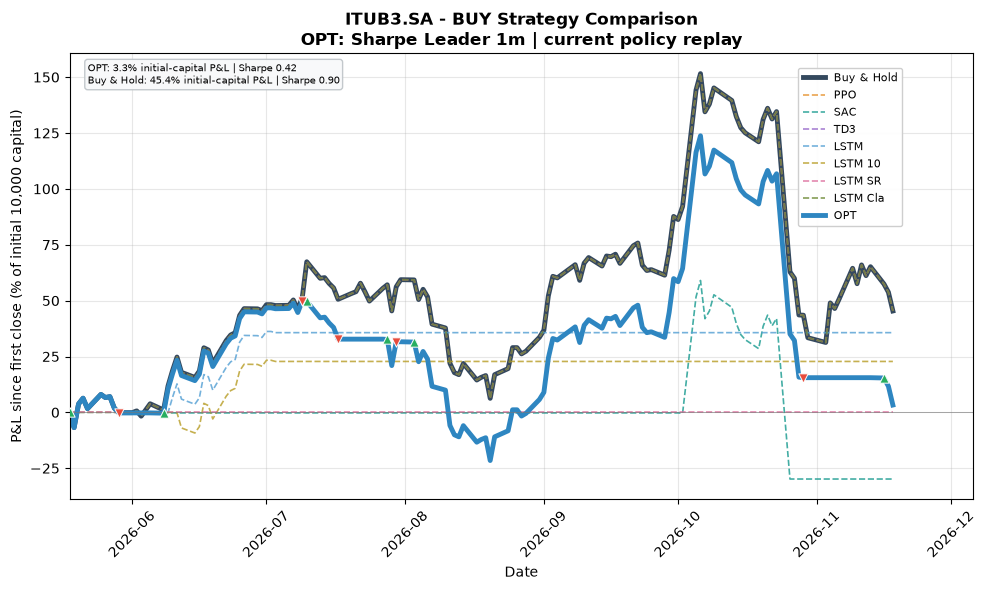 ITUB3.SA - BUY Strategy Comparison
OPT: Sharpe Leader 1m | current policy replay
OPT: 3.3% initial-capital P&L | Sharpe 0.42
Buy & Hold: 45.4% initial-capital P&L | Sharpe 0.90
Buy & Hold
PPO
SAC
TD3
LSTM
LSTM 10
LSTM SR
LSTM Cla
OPT
P&L since first close (% of initial 10,000 capital)
150
125
100
75
50
25
0
−25
2026-06
2026-07
2026-08
2026-09
2026-10
2026-11
2026-12
Date